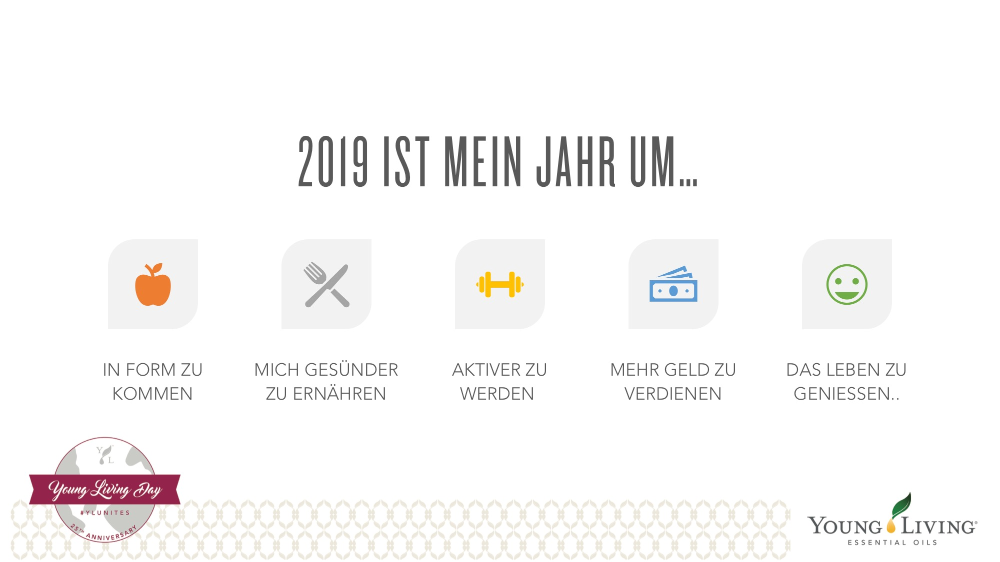 2019 IST MEIN JAHR UM...
IN FORM ZU
KOMMEN
MICH GESÜNDER
ZU ERNÄHREN
AKTIVER ZU
WERDEN
MEHR GELD ZU
VERDIENEN
DAS LEBEN ZU
GENIESSEN..
Y L
Young Living Day
#YLUNITES
25TH ANNIVERSARY
YOUNG LIVING®
ESSENTIAL OILS